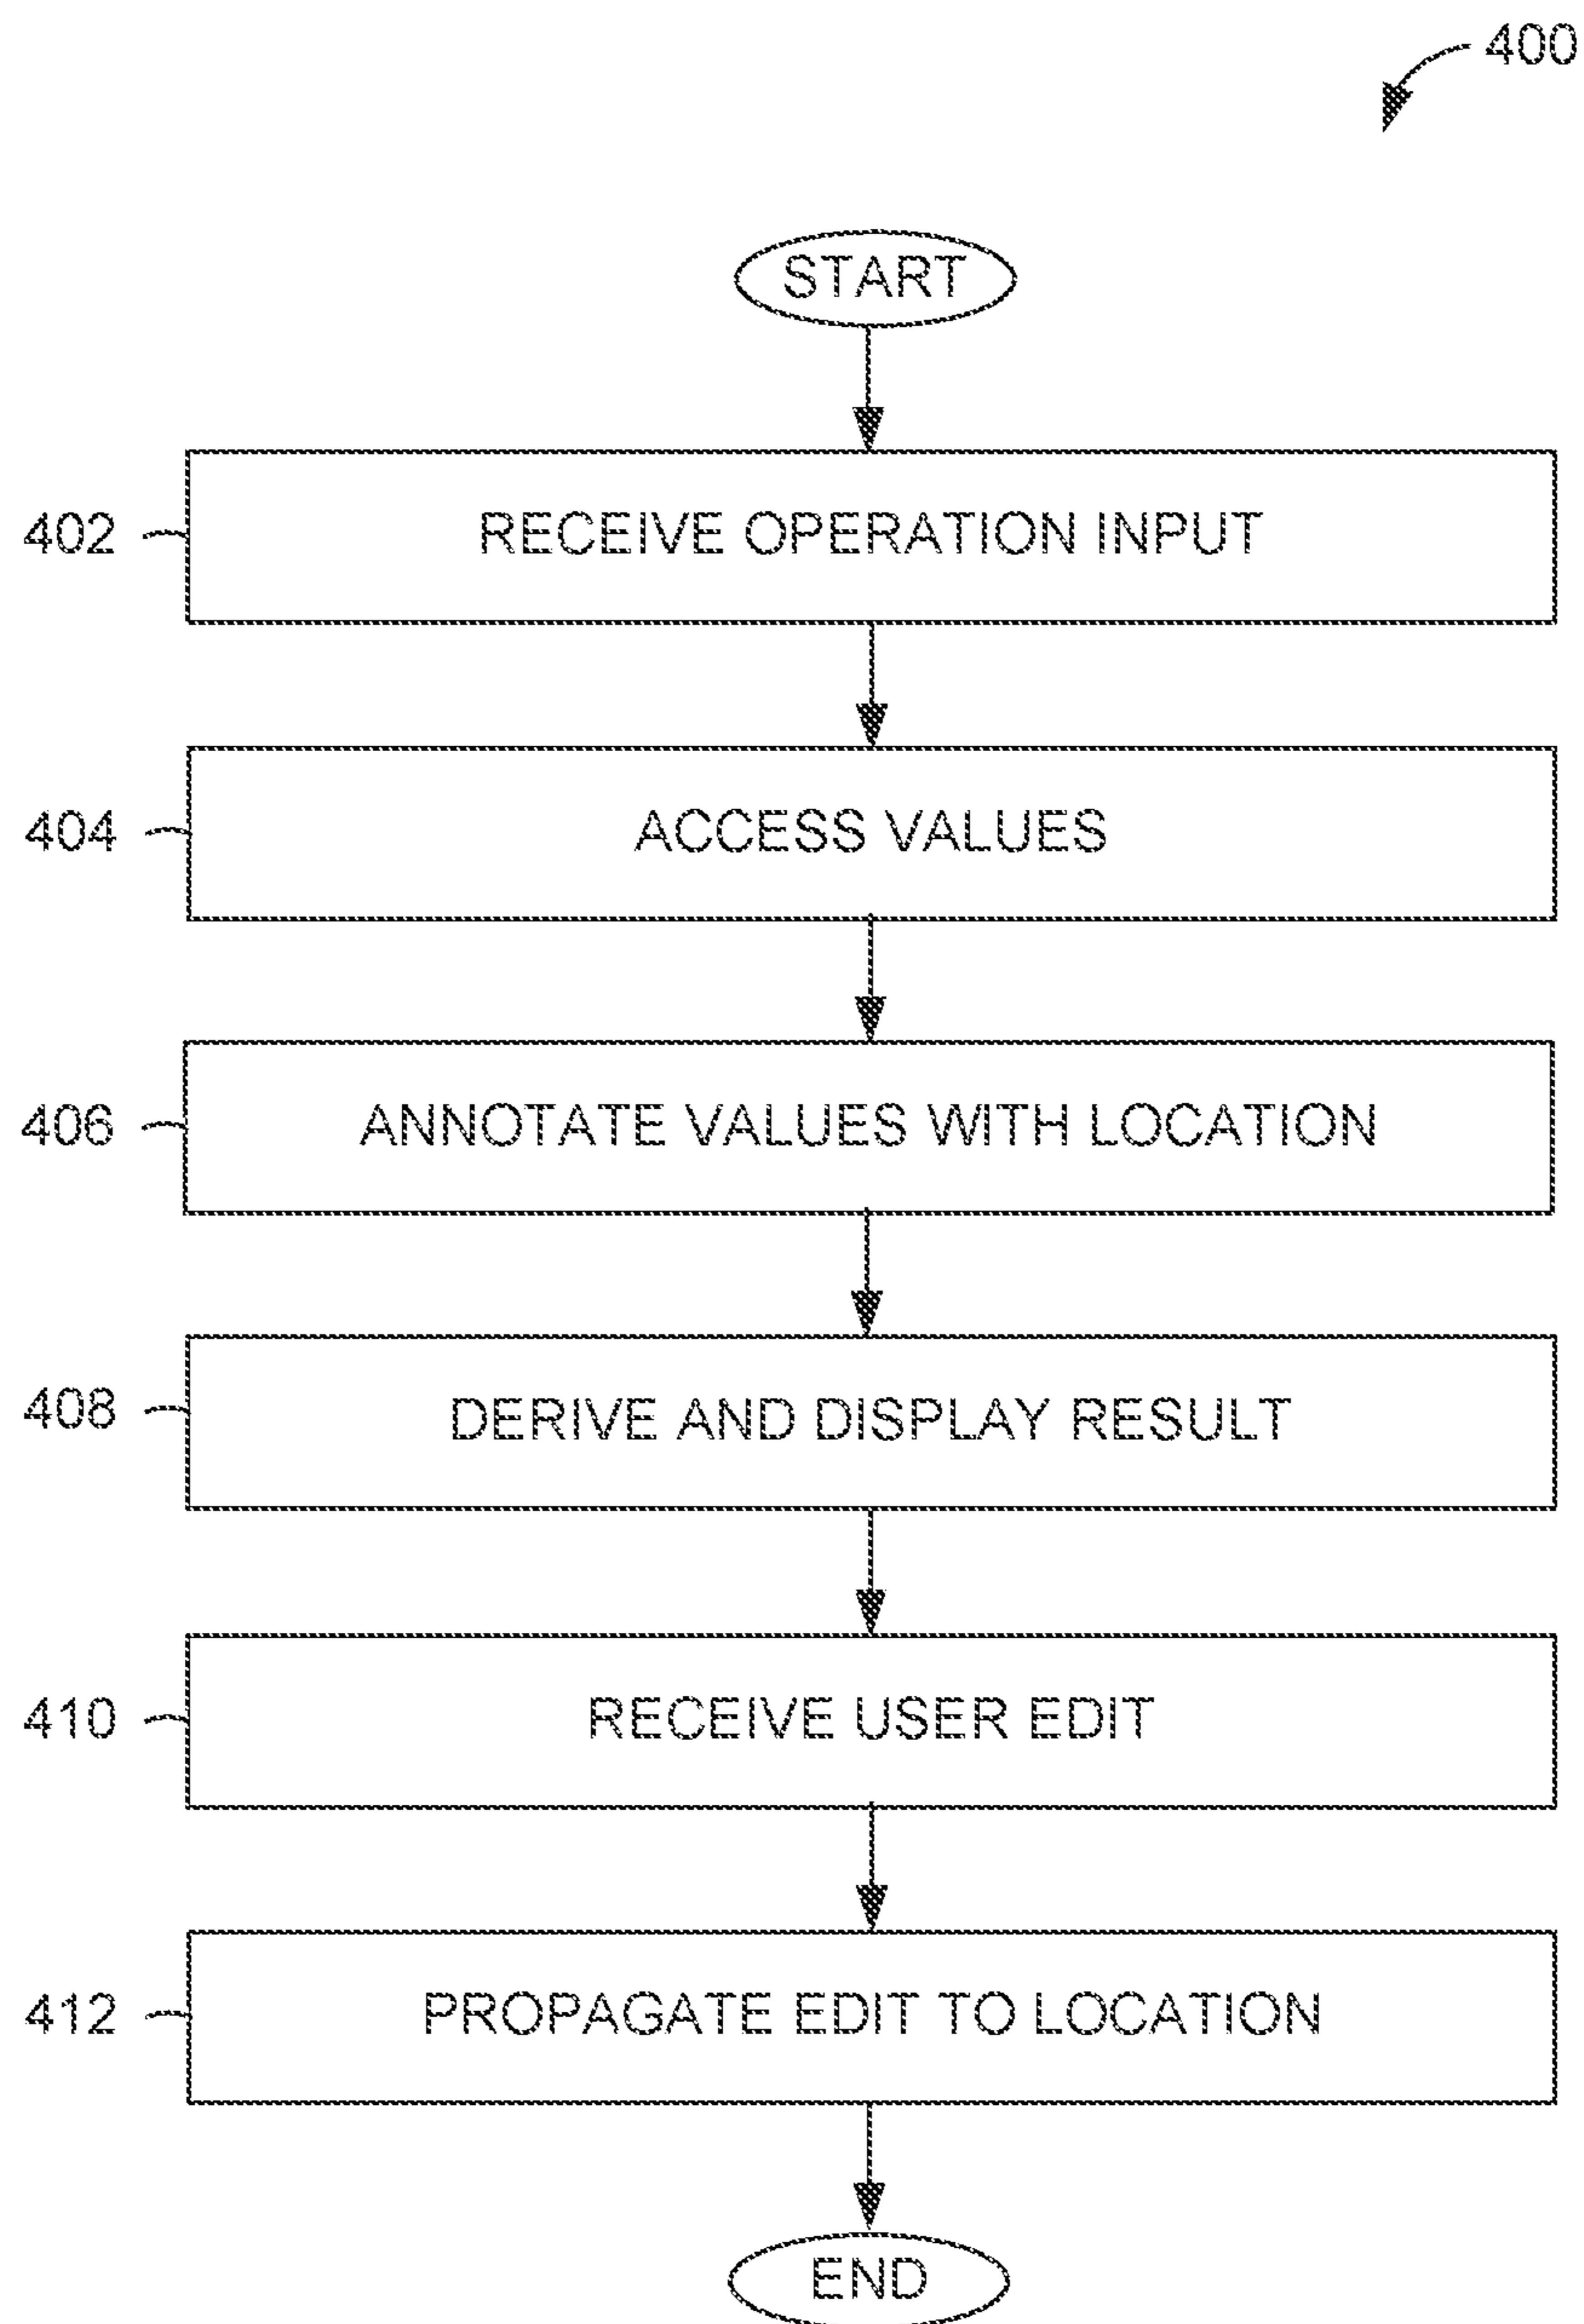 400
START
402 RECEIVE OPERATION INPUT
404 ACCESS VALUES
406 ANNOTATE VALUES WITH LOCATION
408 DERIVE AND DISPLAY RESULT
410 RECEIVE USER EDIT
412 PROPAGATE EDIT TO LOCATION
END